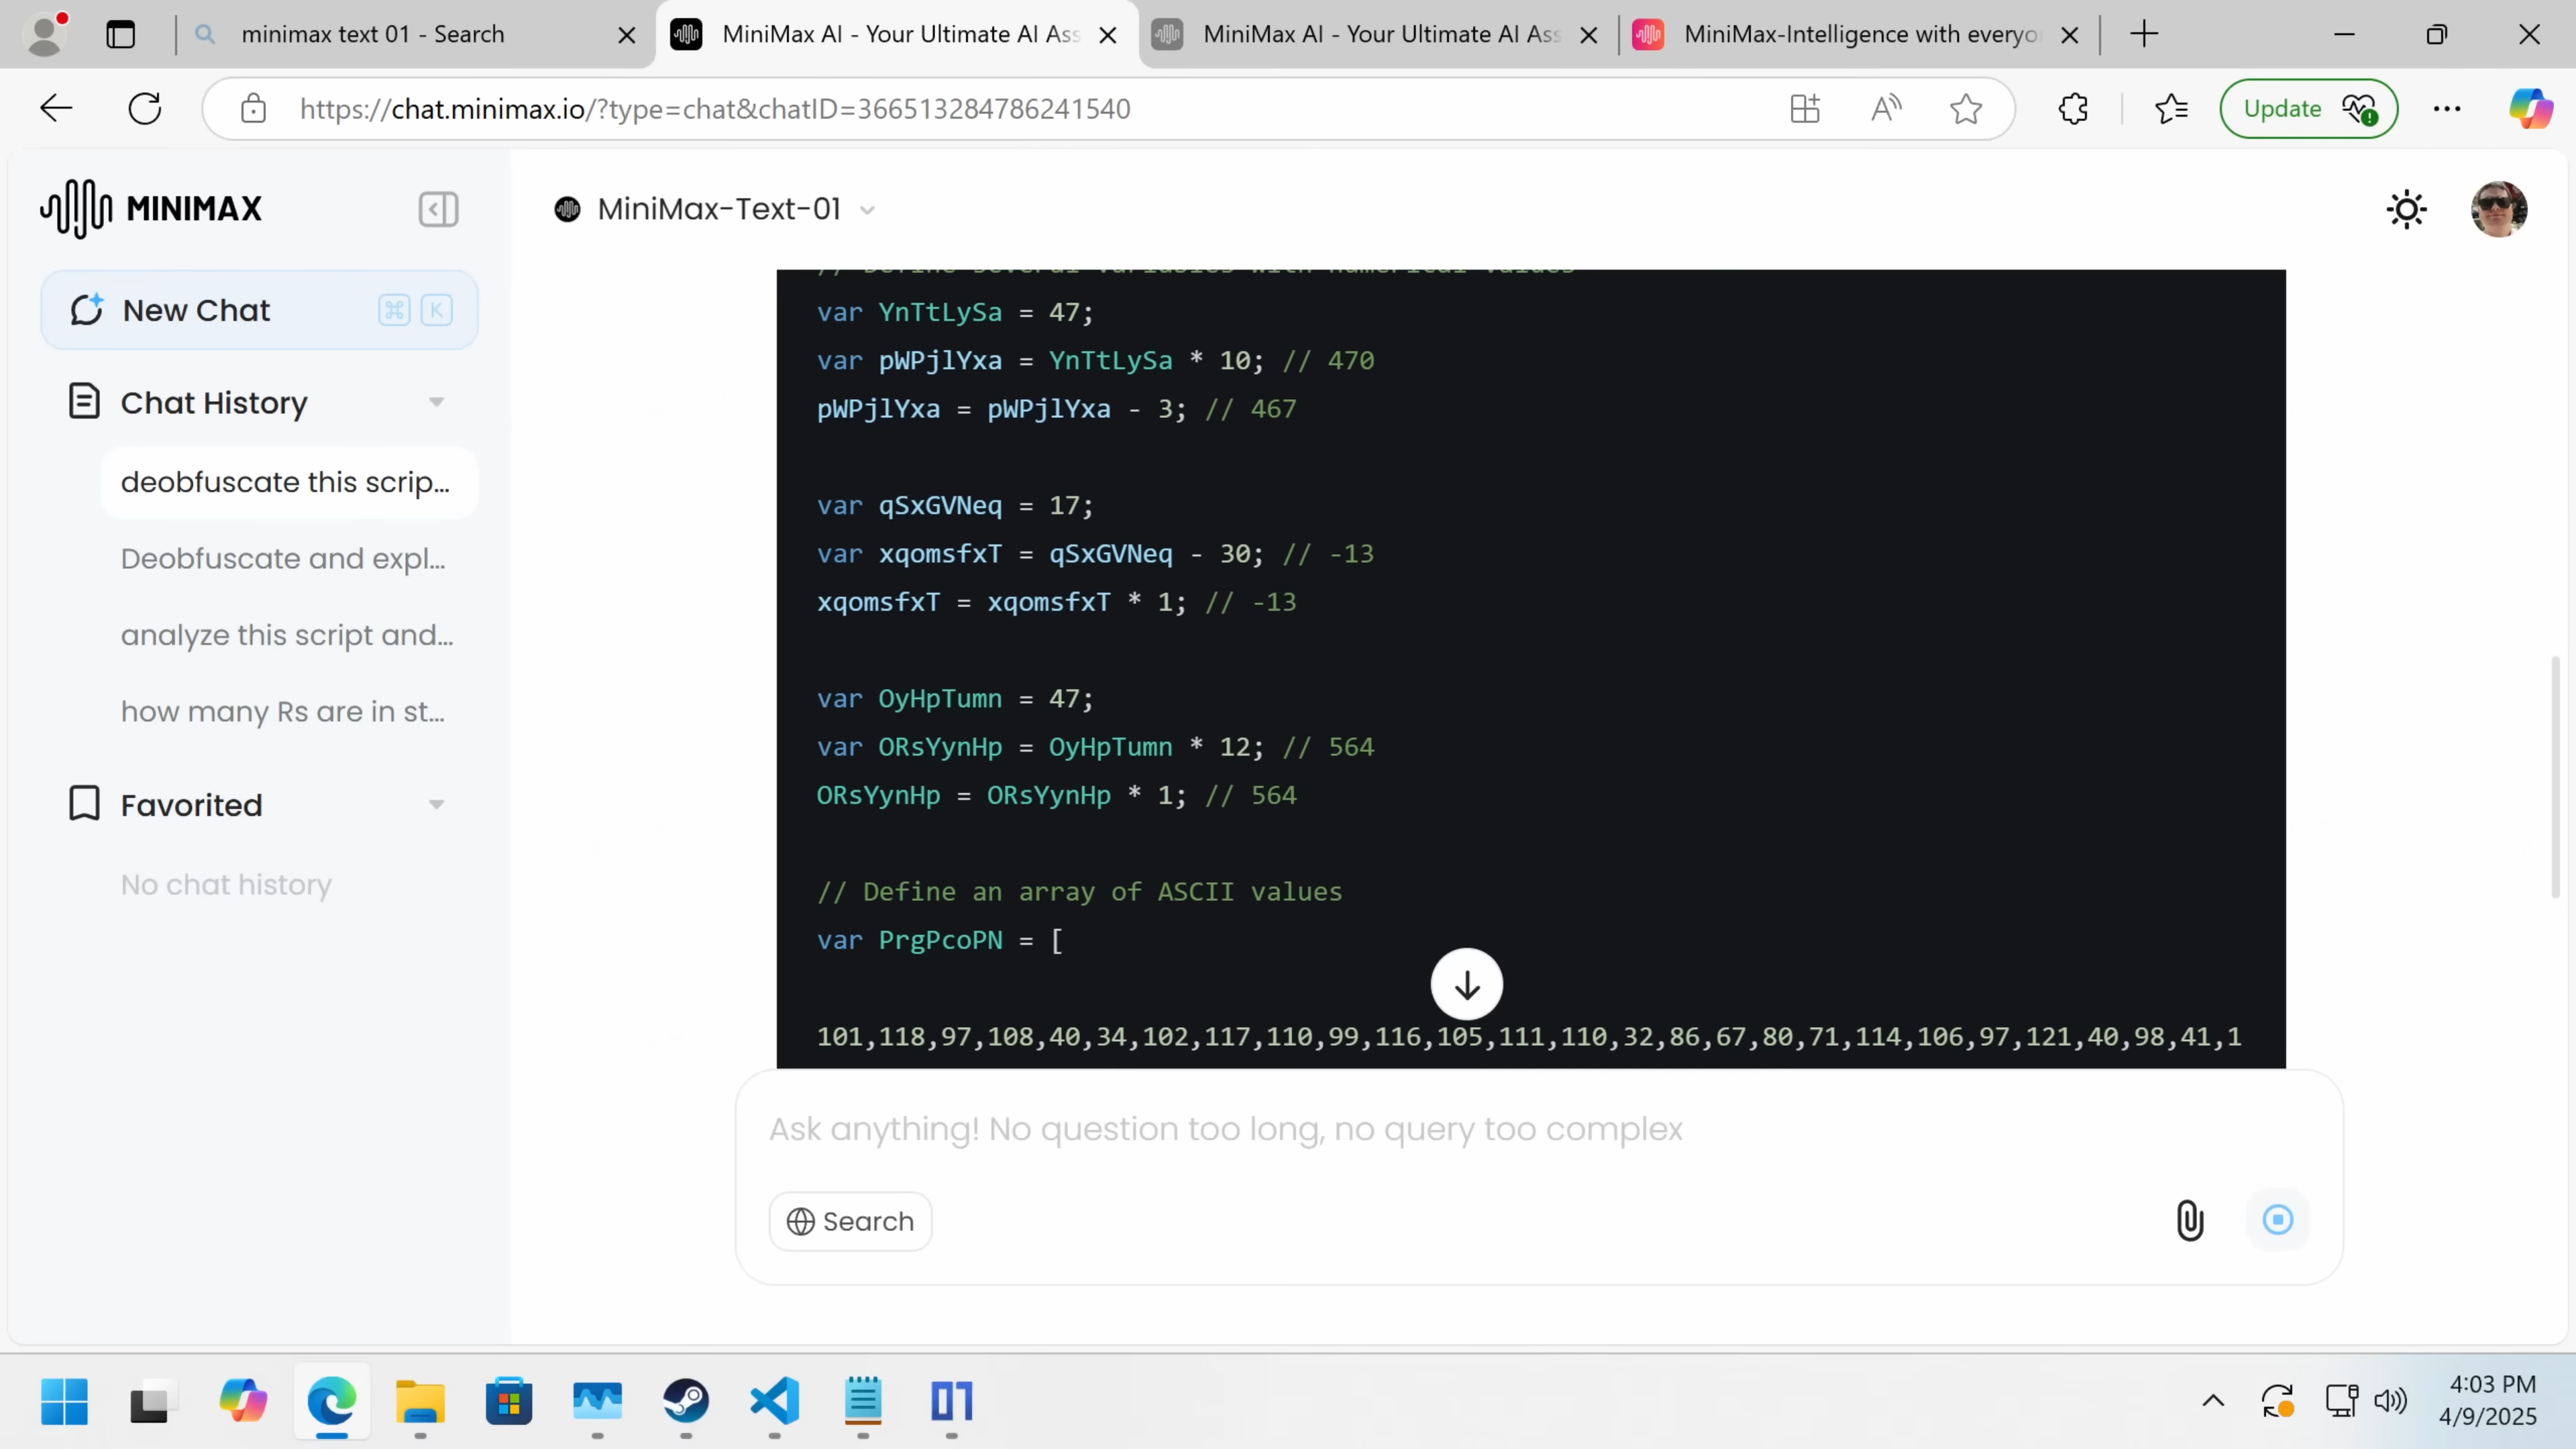 minimax text 01 - Search
MiniMax AI - Your Ultimate AI Ass
MiniMax AI - Your Ultimate AI Ass
MiniMax-Intelligence with everyo
https://chat.minimax.io/?type=chat&chatID=366513284786241540
Update
MINIMAX
MiniMax-Text-01
New Chat
⌘ K
Chat History
deobfuscate this scrip...
Deobfuscate and expl...
analyze this script and...
how many Rs are in st...
Favorited
No chat history
// Define several variables with numerical values
var YnTtLySa = 47;
var pWPjlYxa = YnTtLySa * 10; // 470
pWPjlYxa = pWPjlYxa - 3; // 467
var qSxGVNeq = 17;
var xqomsfxT = qSxGVNeq - 30; // -13
xqomsfxT = xqomsfxT * 1; // -13
var OyHpTumn = 47;
var ORsYynHp = OyHpTumn * 12; // 564
ORsYynHp = ORsYynHp * 1; // 564
// Define an array of ASCII values
var PrgPcoPN = [
101,118,97,108,40,34,102,117,110,99,116,105,111,110,32,86,67,80,71,114,106,97,121,40,98,41,1
Ask anything! No question too long, no query too complex
Search
4:03 PM
4/9/2025